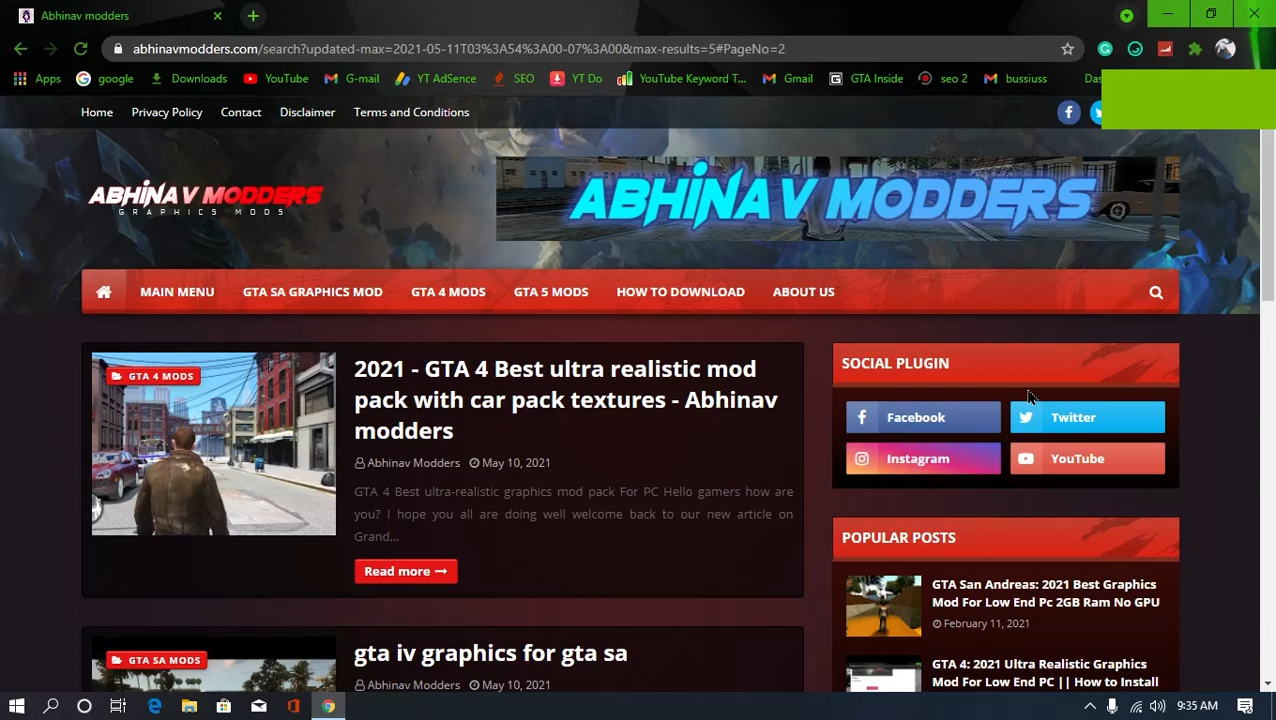 Abhinav modders
abhinavmodders.com/search?updated-max=2021-05-11T03%3A54%3A00-07%3A00&max-results=5#PageNo=2
Apps google Downloads YouTube G-mail YT AdSence SEO YT Do YouTube Keyword T... Gmail GTA Inside seo 2 bussiuss Das
Home Privacy Policy Contact Disclaimer Terms and Conditions
ABHINAV MODDERS
GRAPHICS MODS
ABHINAV MODDERS
MAIN MENU GTA SA GRAPHICS MOD GTA 4 MODS GTA 5 MODS HOW TO DOWNLOAD ABOUT US
GTA 4 MODS
2021 - GTA 4 Best ultra realistic mod
pack with car pack textures - Abhinav
modders
Abhinav Modders May 10, 2021
GTA 4 Best ultra-realistic graphics mod pack For PC Hello gamers how are
you? I hope you all are doing well welcome back to our new article on
Grand...
Read more
GTA SA MODS
gta iv graphics for gta sa
Abhinav Modders May 10, 2021
SOCIAL PLUGIN
Facebook Twitter
Instagram YouTube
POPULAR POSTS
GTA San Andreas: 2021 Best Graphics
Mod For Low End Pc 2GB Ram No GPU
February 11, 2021
GTA 4: 2021 Ultra Realistic Graphics
Mod For Low End PC || How to Install
9:35 AM